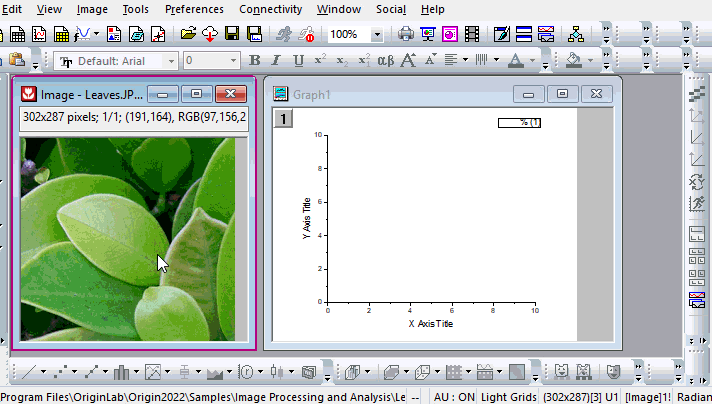 Edit View Image Tools Preferences Connectivity Window Social Help
100%
Default: Arial 0 B I U x² x₂ αβ A A A
Image - Leaves.JP...
302x287 pixels; 1/1; (191,164), RGB(97,156,2
Graph1
1
% (1)
10
8
6
4
2
0
Y Axis Title
0 2 4 6 8 10
X Axis Title
Program Files\OriginLab\Origin2022\Samples\Image Processing and Analysis\Le -- AU : ON Light Grids (302x287)[3] U1 [Image]1! Radian